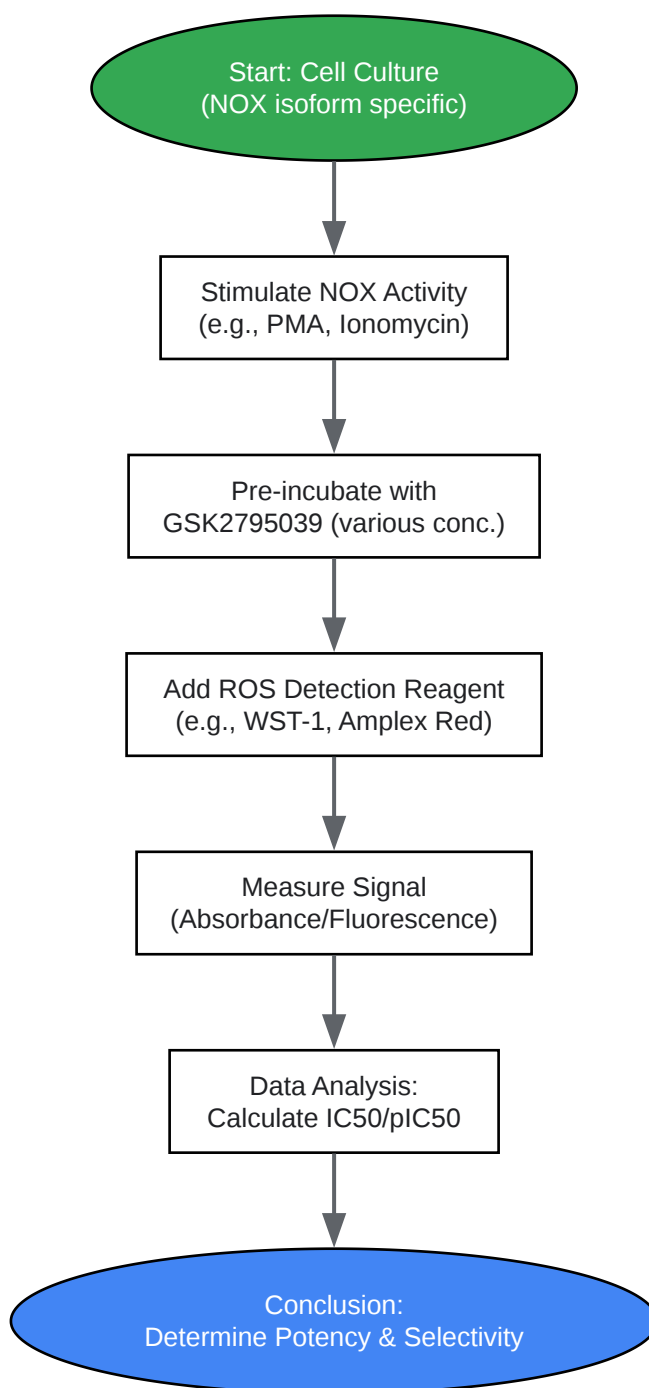 Start: Cell Culture
(NOX isoform specific)
Stimulate NOX Activity
(e.g., PMA, Ionomycin)
Pre-incubate with
GSK2795039 (various conc.)
Add ROS Detection Reagent
(e.g., WST-1, Amplex Red)
Measure Signal
(Absorbance/Fluorescence)
Data Analysis:
Calculate IC50/pIC50
Conclusion:
Determine Potency & Selectivity